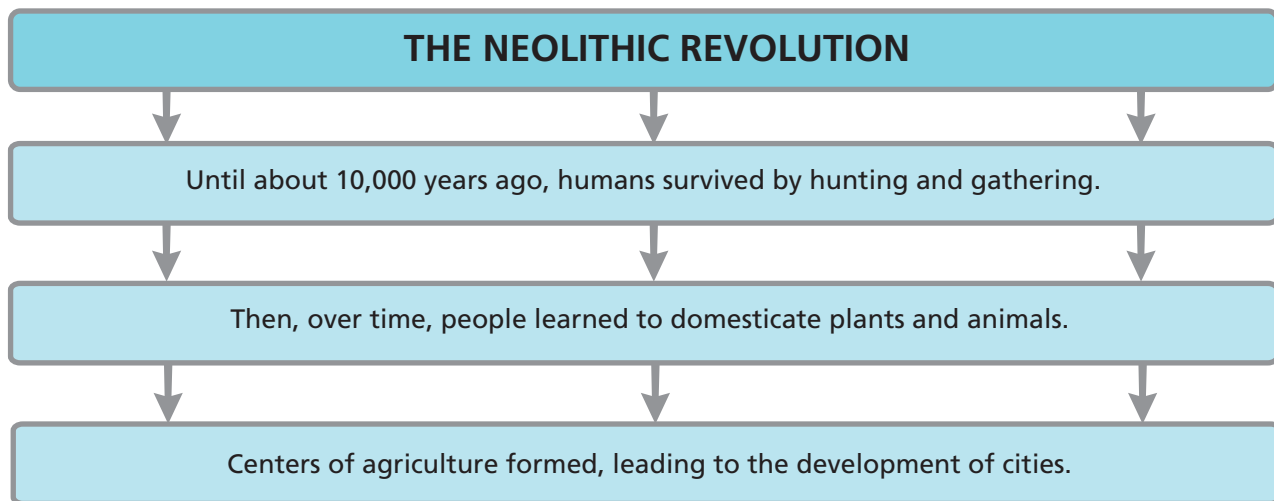 THE NEOLITHIC REVOLUTION
Until about 10,000 years ago, humans survived by hunting and gathering.
Then, over time, people learned to domesticate plants and animals.
Centers of agriculture formed, leading to the development of cities.